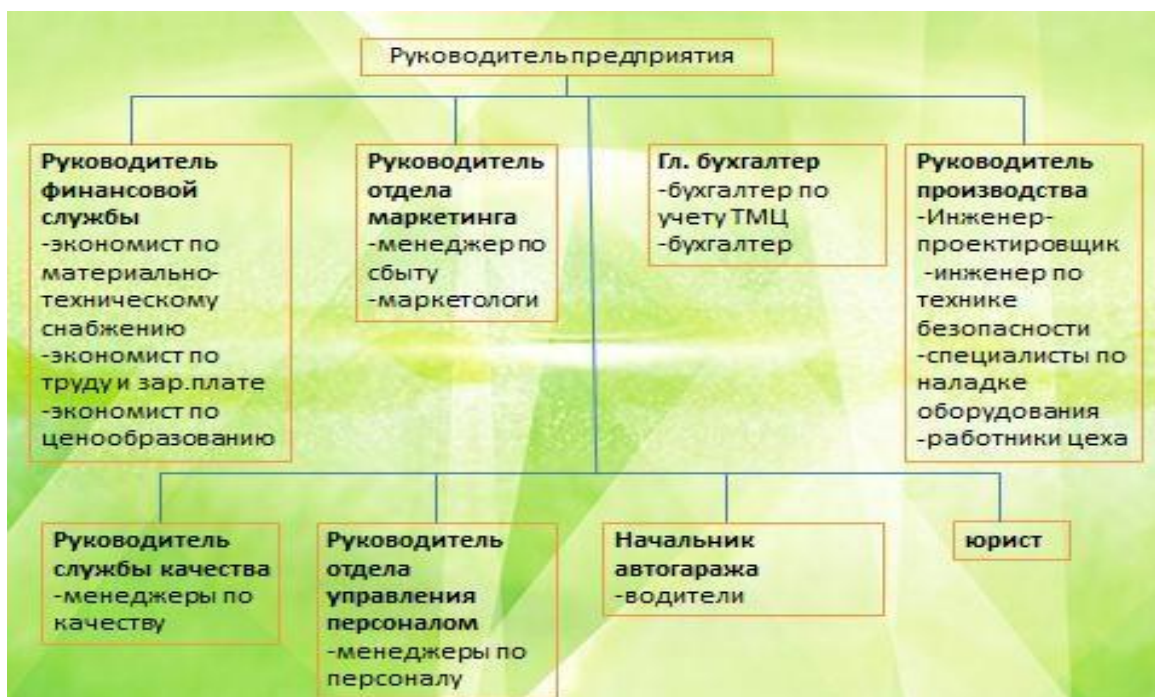 Руководитель предприятия
Руководитель
финансовой
службы
-экономист по
материально-
техническому
снабжению
-экономист по
труду и зар.плате
-экономист по
ценообразованию
Руководитель
отдела
маркетинга
-менеджер по
сбыту
-маркетологи
Гл. бухгалтер
-бухгалтер по
учету ТМЦ
-бухгалтер
Руководитель
производства
-Инженер-
проектировщик
-инженер по
технике
безопасности
-специалисты по
наладке
оборудования
-работники цеха
Руководитель
службы качества
-менеджеры по
качеству
Руководитель
отдела
управления
персоналом
-менеджеры по
персоналу
Начальник
автогаража
-водители
юрист